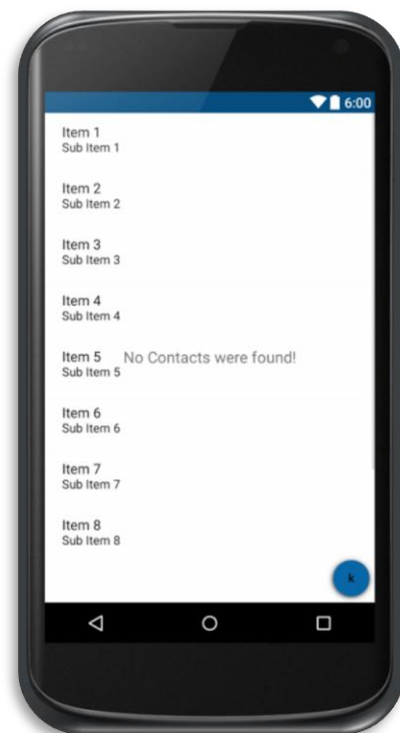 6:00
Item 1
Sub Item 1
Item 2
Sub Item 2
Item 3
Sub Item 3
Item 4
Sub Item 4
Item 5 No Contacts were found!
Sub Item 5
Item 6
Sub Item 6
Item 7
Sub Item 7
Item 8
Sub Item 8
k